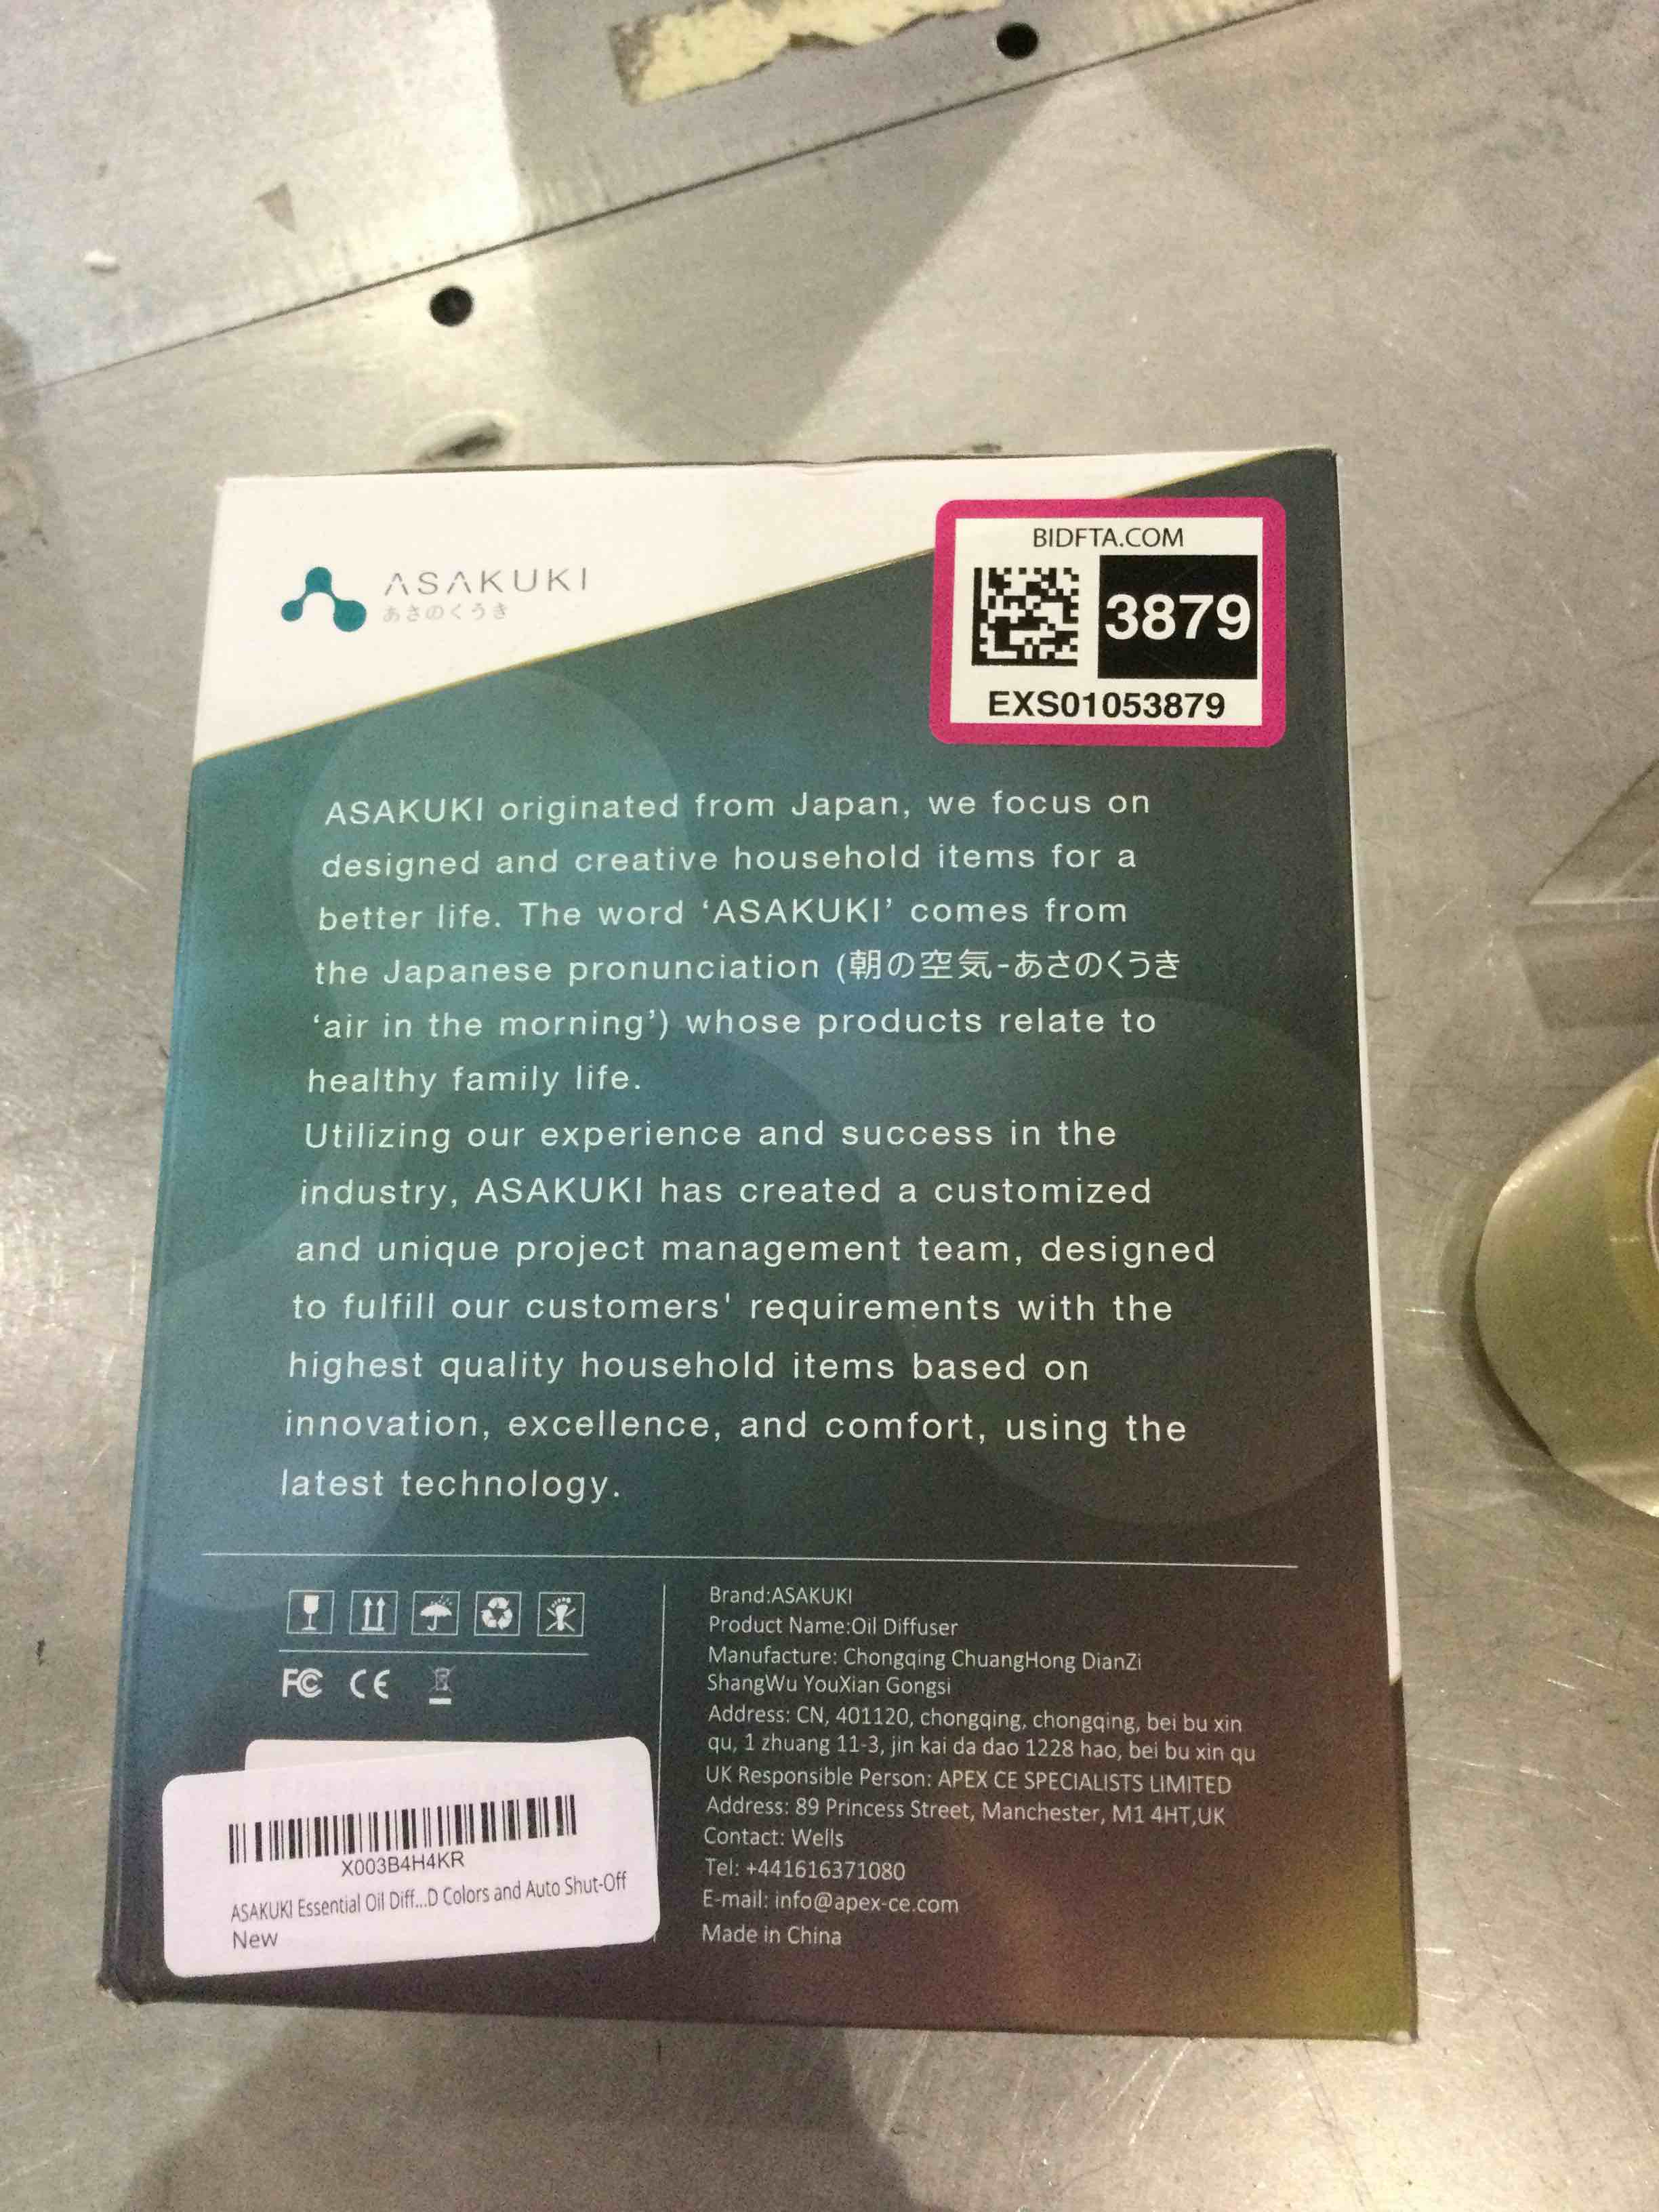 ASAKUKI
あさのくうき
BIDFTA.COM
3879
EXS01053879
ASAKUKI originated from Japan, we focus on
designed and creative household items for a
better life. The word ‘ASAKUKI’ comes from
the Japanese pronunciation (朝の空気-あさのくうき
‘air in the morning’) whose products relate to
healthy family life.
Utilizing our experience and success in the
industry, ASAKUKI has created a customized
and unique project management team, designed
to fulfill our customers' requirements with the
highest quality household items based on
innovation, excellence, and comfort, using the
latest technology.
FC CE
Brand:ASAKUKI
Product Name:Oil Diffuser
Manufacture: Chongqing ChuangHong DianZi
ShangWu YouXian Gongsi
Address: CN, 401120, chongqing, chongqing, bei bu xin
qu, 1 zhuang 11-3, jin kai da dao 1228 hao, bei bu xin qu
UK Responsible Person: APEX CE SPECIALISTS LIMITED
Address: 89 Princess Street, Manchester, M1 4HT,UK
Contact: Wells
Tel: +441616371080
E-mail: info@apex-ce.com
Made in China
X003B4H4KR
ASAKUKI Essential Oil Diff...D Colors and Auto Shut-Off
New